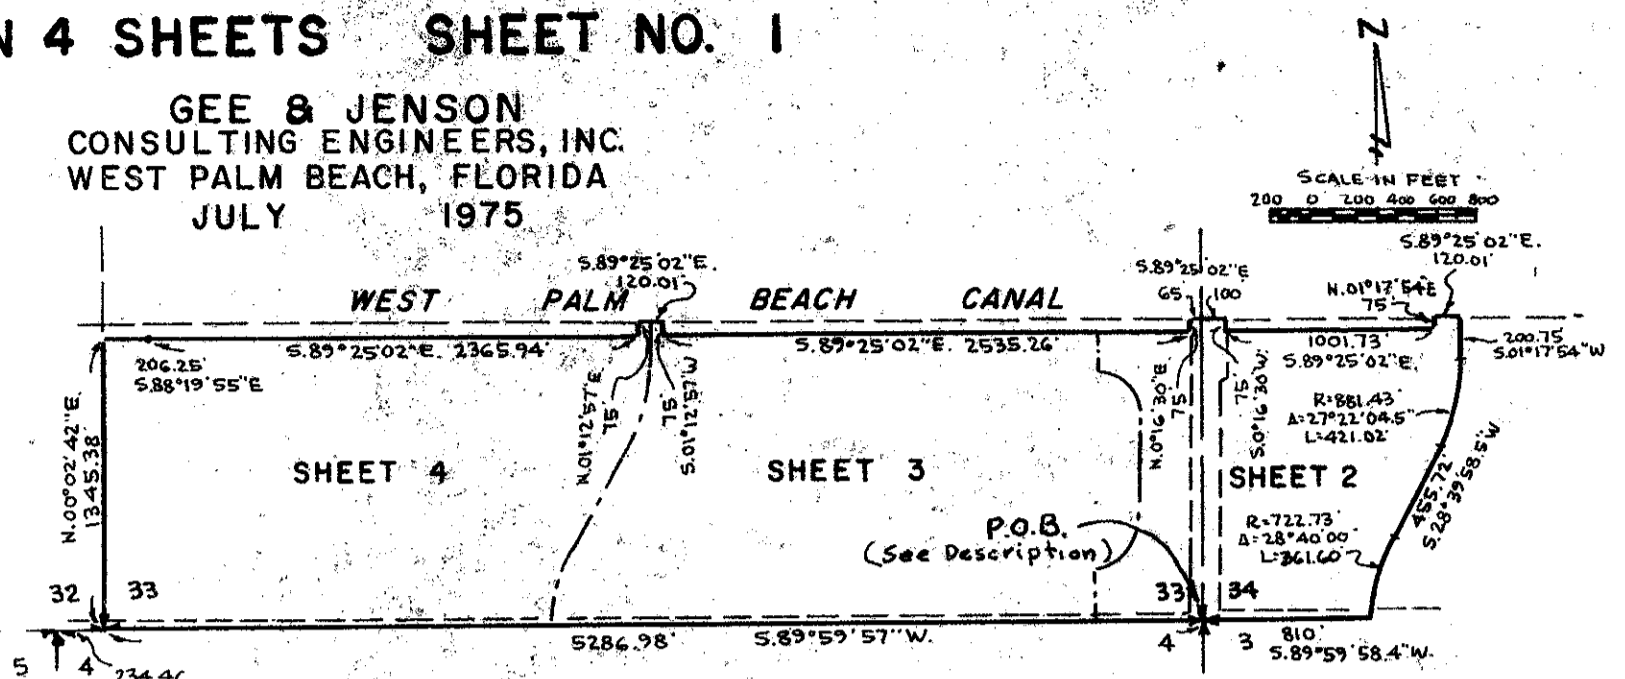 N 4 SHEETS SHEET NO. 1
GEE & JENSON
CONSULTING ENGINEERS, INC.
WEST PALM BEACH, FLORIDA
JULY 1975
SCALE IN FEET
200 0 200 400 600 800
S.89°25'02"E.
120.01'
S.89°25'02"E
65' 100'
N.01°17'54"E
75'
S.89°25'02"E.
120.01'
WEST PALM BEACH CANAL
206.25'
S.88°19'55"E
S.89°25'02"E. 2365.94'
S.89°25'02"E. 2535.26'
1001.73'
S.89°25'02"E.
200.75
S.01°17'54"W
N.00°02'42"E.
1345.38'
N.01°21'57"E
75'
75'
S.01°21'57"W
N.0°16'30"E
75'
75'
S.0°16'30"W
R=881.43'
Δ=27°22'04.5"
L=421.02'
455.72'
S.28°39'58.5"W
SHEET 4
SHEET 3
SHEET 2
P.O.B.
(See Description)
R=722.73'
Δ=28°40'00"
L=361.60'
32 33
33 34
5286.98' S.89°59'57"W.
5 4
4 3
810'
S.89°59'58.4"W.